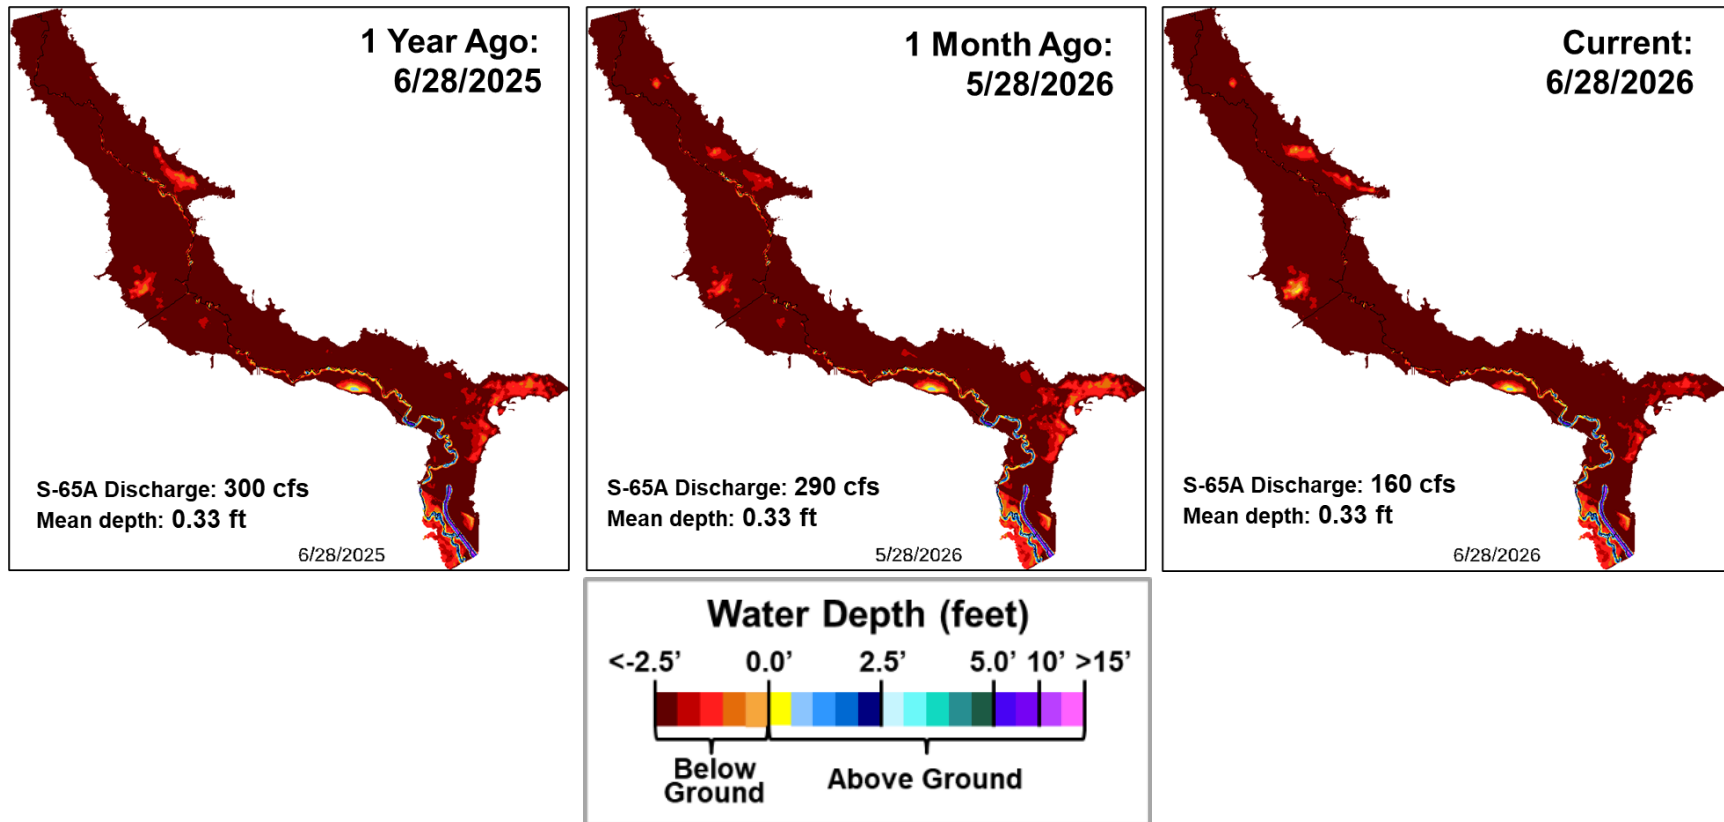 1 Year Ago:
6/28/2025
S-65A Discharge: 300 cfs
Mean depth: 0.33 ft
6/28/2025
1 Month Ago:
5/28/2026
S-65A Discharge: 290 cfs
Mean depth: 0.33 ft
5/28/2026
Current:
6/28/2026
S-65A Discharge: 160 cfs
Mean depth: 0.33 ft
6/28/2026
Water Depth (feet)
<-2.5’ 0.0’ 2.5’ 5.0’ 10’ >15’
Below
Ground
Above Ground